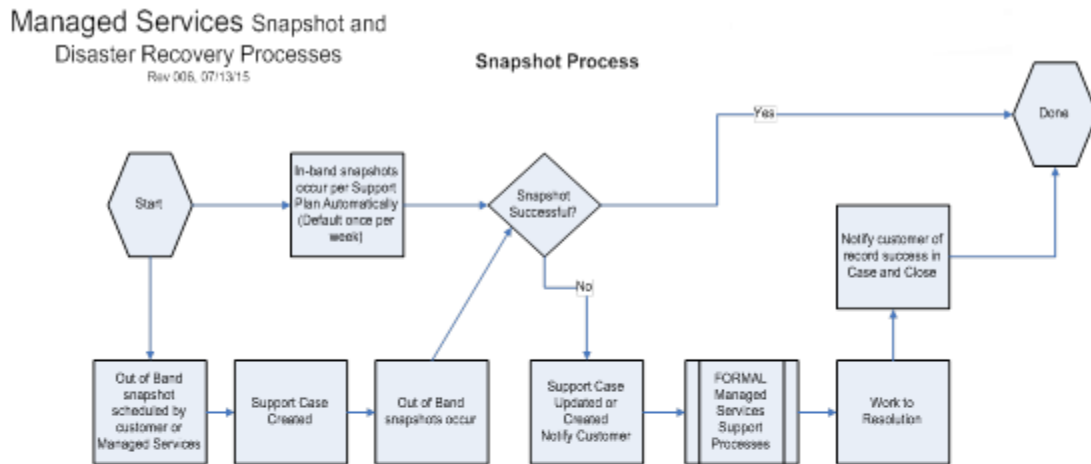 Managed Services Snapshot and
Disaster Recovery Processes
Rev 006, 07/13/15
Snapshot Process
Yes
Done
Start
In-band snapshots
occur per Support
Plan Automatically
(Default once per
week)
Snapshot
Successful?
Notify customer of
record success in
Case and Close
No
Out of Band
snapshot
scheduled by
customer or
Managed Services
Support Case
Created
Out of Band
snapshots occur
Support Case
Updated or
Created
Notify Customer
FORMAL
Managed
Services
Support
Processes
Work to
Resolution